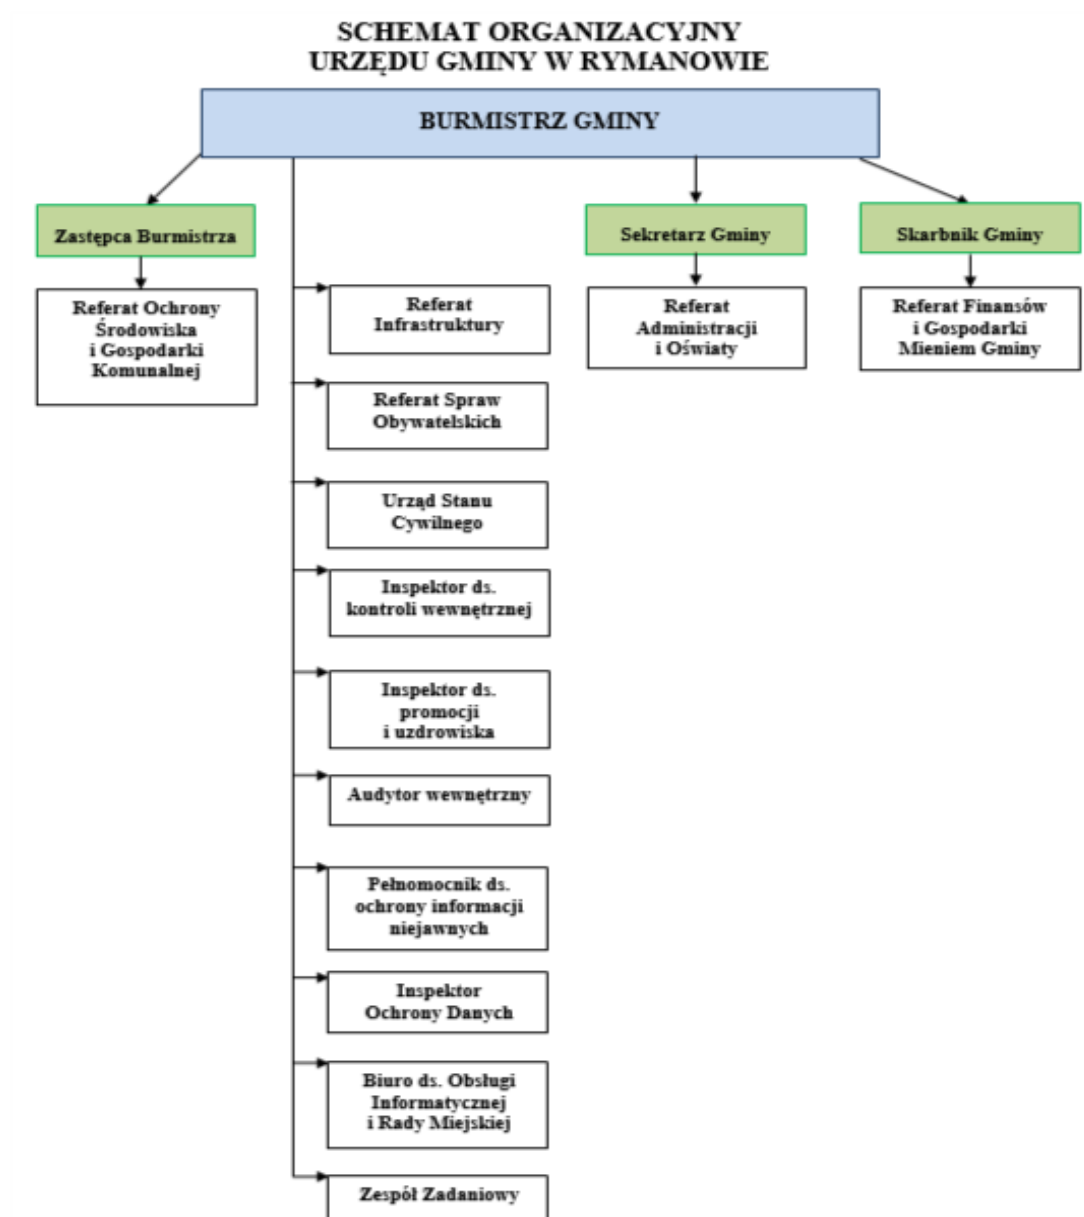 SCHEMAT ORGANIZACYJNY
URZĘDU GMINY W RYMANOWIE
BURMISTRZ GMINY
Zastępca Burmistrza
Sekretarz Gminy
Skarbnik Gminy
Referat Ochrony
Środowiska
i Gospodarki
Komunalnej
Referat
Infrastruktury
Referat
Administracji
i Oświaty
Referat Finansów
i Gospodarki
Mieniem Gminy
Referat Spraw
Obywatelskich
Urząd Stanu
Cywilnego
Inspektor ds.
kontroli wewnętrznej
Inspektor ds.
promocji
i uzdrowiska
Audytor wewnętrzny
Pełnomocnik ds.
ochrony informacji
niejawnych
Inspektor
Ochrony Danych
Biuro ds. Obsługi
Informatycznej
i Rady Miejskiej
Zespół Zadaniowy